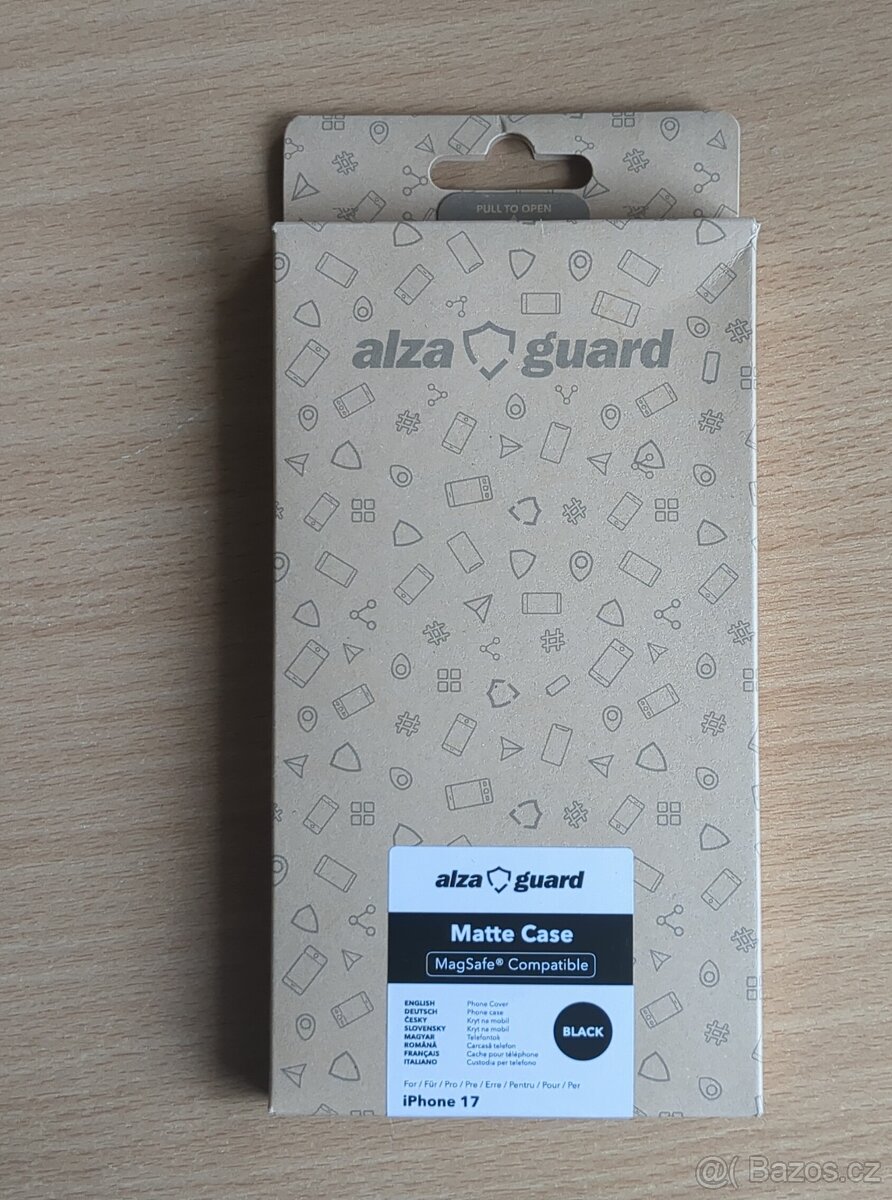 PULL TO OPEN
alza guard
alza guard
Matte Case
MagSafe® Compatible
ENGLISH Phone Cover
DEUTSCH Phone case
ČESKY Kryt na mobil
SLOVENSKY Kryt na mobil
MAGYAR Telefontok
ROMÂNĂ Carcasă telefon
FRANÇAIS Cache pour téléphone
ITALIANO Custodia per telefono
BLACK
For / Für / Pro / Pre / Erre / Pentru / Pour / Per
iPhone 17
@( Bazos.cz